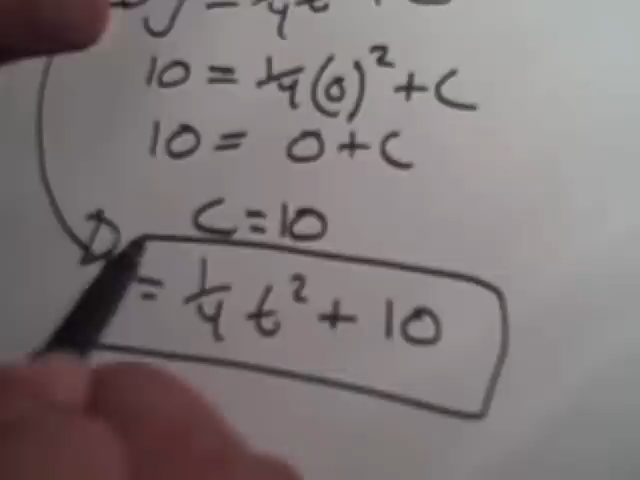 10 = 1/4(0)² + C
10 = 0 + C
C = 10
D = 1/4 t² + 10